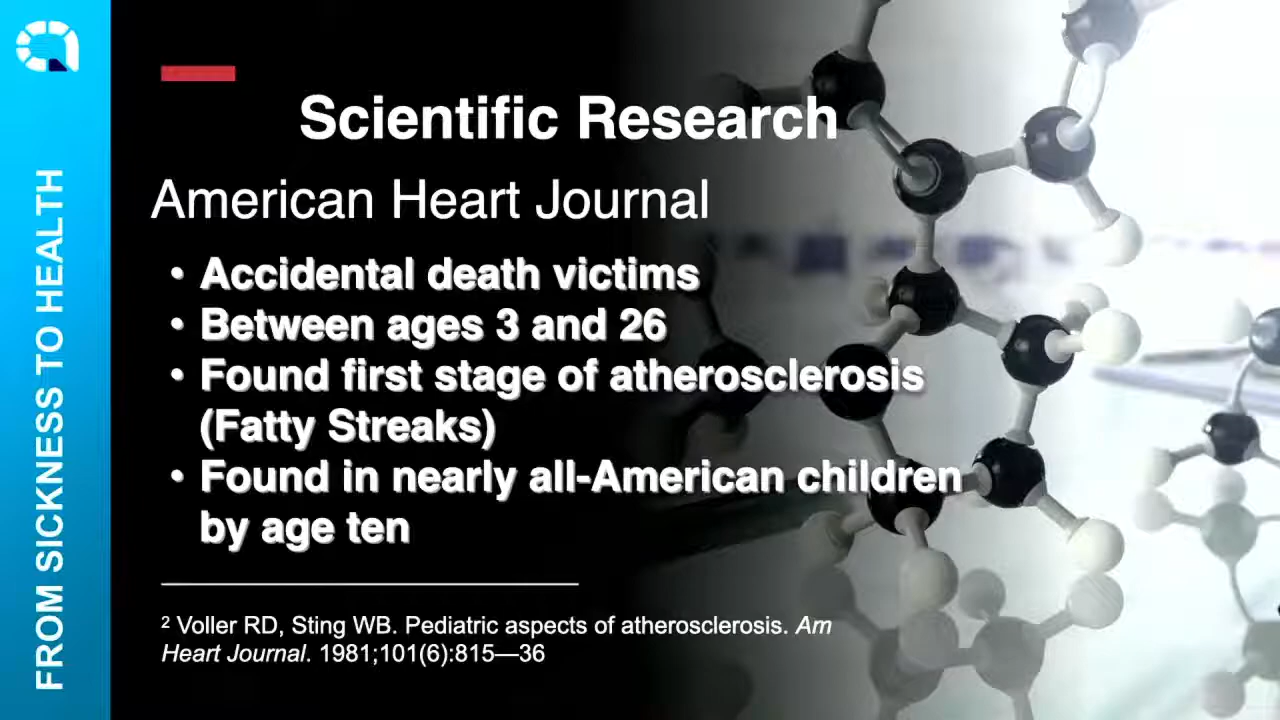 FROM SICKNESS TO HEALTH
Scientific Research
American Heart Journal
• Accidental death victims
• Between ages 3 and 26
• Found first stage of atherosclerosis
(Fatty Streaks)
• Found in nearly all-American children
by age ten
² Voller RD, Sting WB. Pediatric aspects of atherosclerosis. Am
Heart Journal. 1981;101(6):815—36